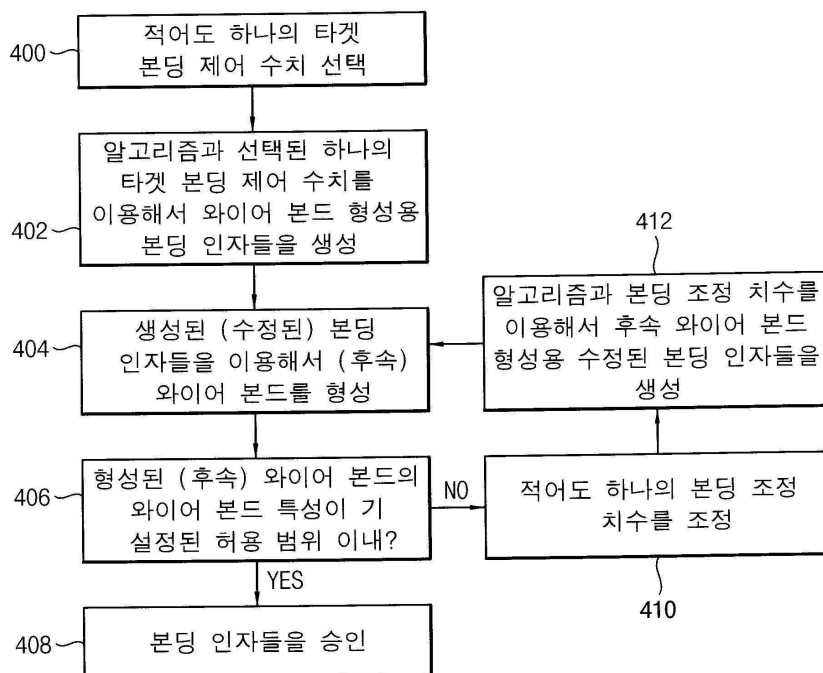 400
적어도 하나의 타겟
본딩 제어 수치 선택
402
알고리즘과 선택된 하나의
타겟 본딩 제어 수치를
이용해서 와이어 본드 형성용
본딩 인자들을 생성
412
알고리즘과 본딩 조정 치수를
이용해서 후속 와이어 본드
형성용 수정된 본딩 인자들을
생성
404
생성된 (수정된) 본딩
인자들을 이용해서 (후속)
와이어 본드를 형성
406
형성된 (후속) 와이어 본드의
와이어 본드 특성이 기
설정된 허용 범위 이내?
NO
적어도 하나의 본딩 조정
치수를 조정
410
YES
408
본딩 인자들을 승인